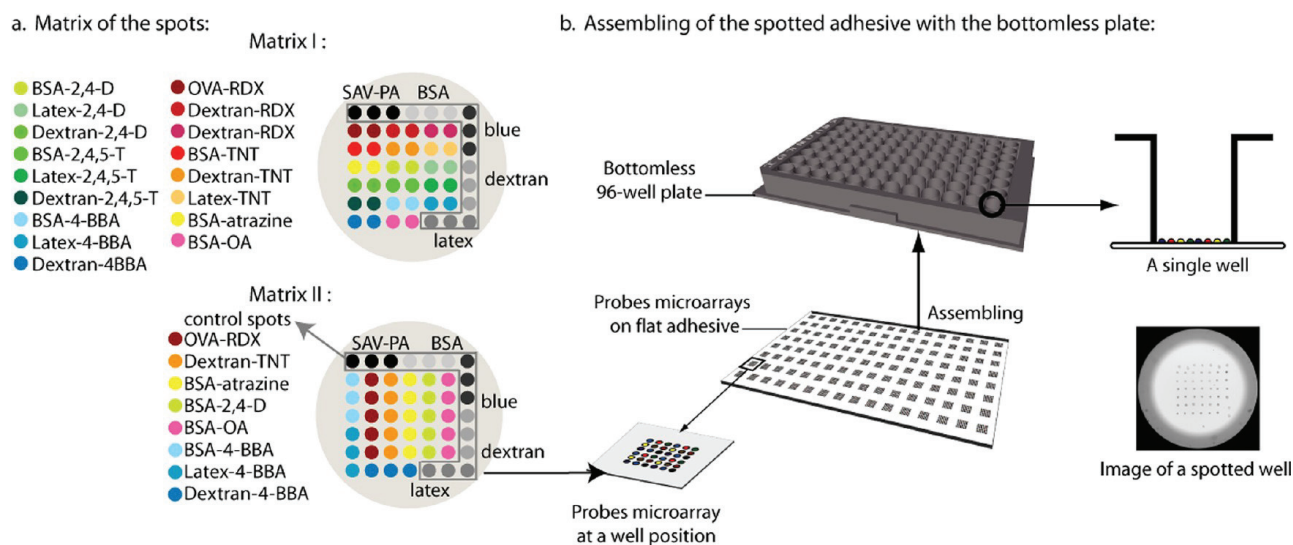 a. Matrix of the spots:
Matrix I :
BSA-2,4-D
Latex-2,4-D
Dextran-2,4-D
BSA-2,4,5-T
Latex-2,4,5-T
Dextran-2,4,5-T
BSA-4-BBA
Latex-4-BBA
Dextran-4BBA
OVA-RDX
Dextran-RDX
Dextran-RDX
BSA-TNT
Dextran-TNT
Latex-TNT
BSA-atrazine
BSA-OA
SAV-PA BSA
blue
dextran
latex
Matrix II :
control spots
OVA-RDX
Dextran-TNT
BSA-atrazine
BSA-2,4-D
BSA-OA
BSA-4-BBA
Latex-4-BBA
Dextran-4-BBA
SAV-PA BSA
blue
dextran
latex
b. Assembling of the spotted adhesive with the bottomless plate:
Bottomless
96-well plate
Probes microarrays
on flat adhesive
Assembling
Probes microarray
at a well position
A single well
Image of a spotted well